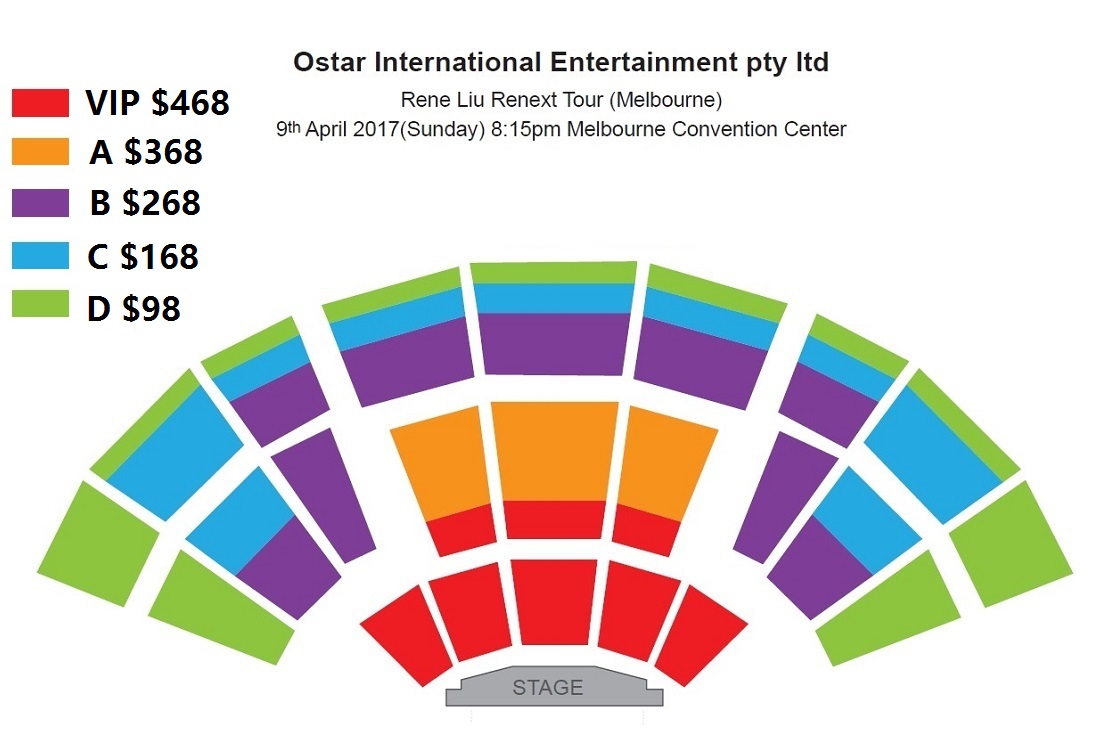 Ostar International Entertainment pty ltd
Rene Liu Renext Tour (Melbourne)
9th April 2017(Sunday) 8:15pm Melbourne Convention Center
VIP $468
A $368
B $268
C $168
D $98
STAGE